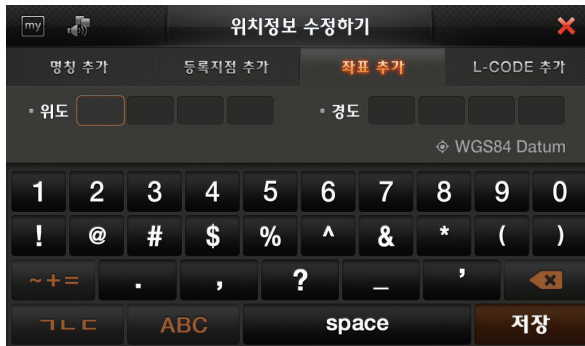 my 위치정보 수정하기
명칭 추가 등록지점 추가 좌표 추가 L-CODE 추가
위도 경도
WGS84 Datum
1 2 3 4 5 6 7 8 9 0
! @ # $ % ^ & * ( )
~+= . , ? _ ’
ㄱㄴㄷ ABC space 저장